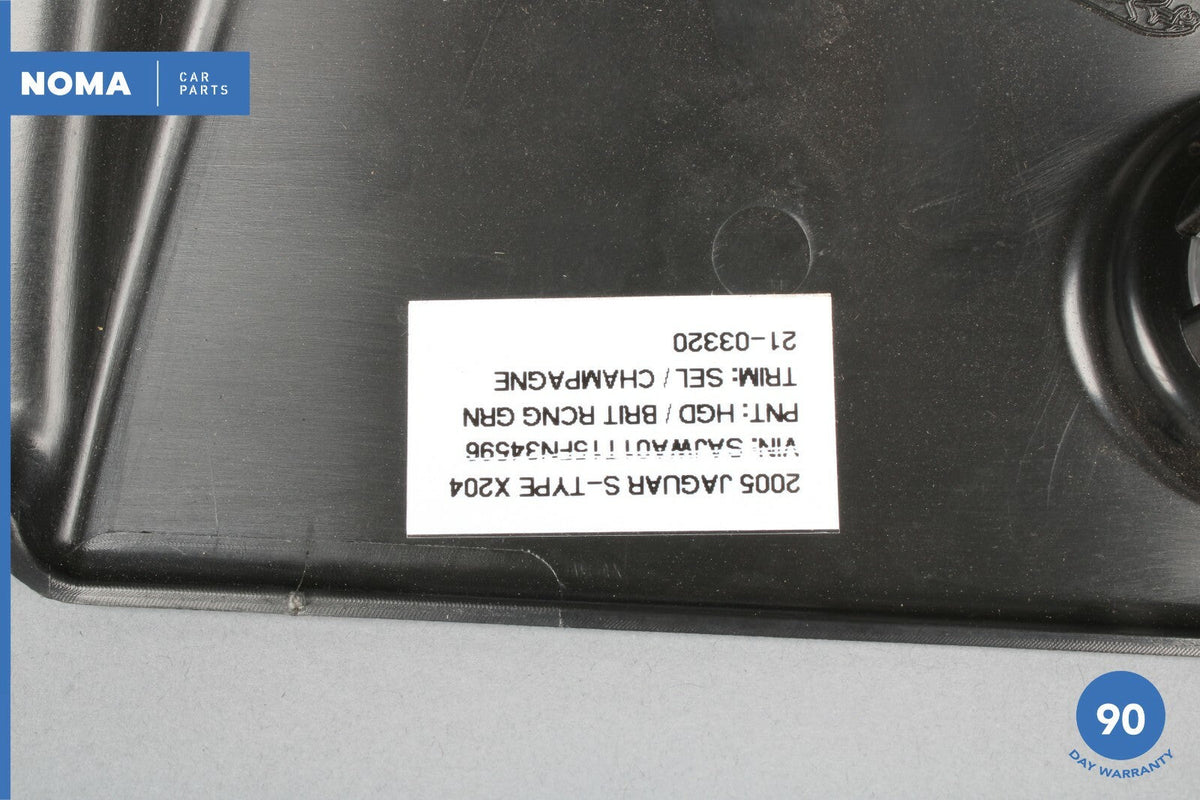 NOMA
CAR
PARTS
2005 JAGUAR S-TYPE X204
VIN: SAJWA01T15FN34596
PNT: HGD / BRIT RCNG GRN
TRIM: SEL / CHAMPAGNE
21-03320
90
DAY WARRANTY